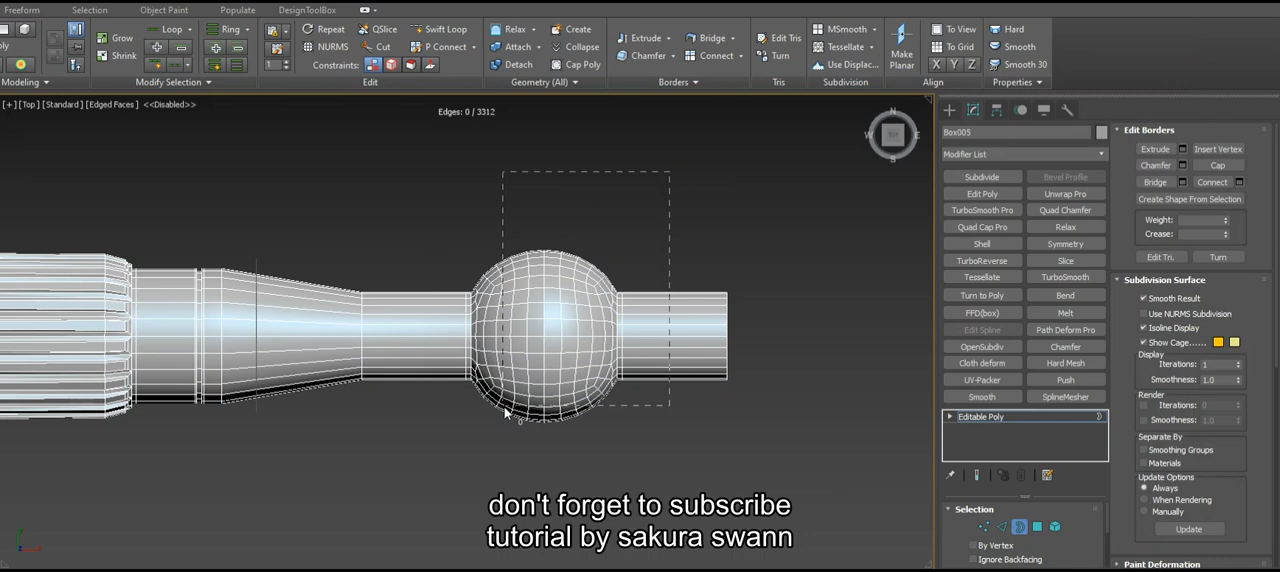 Freeform Selection Object Paint Populate DesignToolBox
Grow Loop Ring Repeat QSlice Swift Loop Relax Create Extrude Bridge Edit Tris MSmooth To View Hard
Shrink NURMS Cut P Connect Attach Collapse Chamfer Connect Turn Tessellate Make Planar To Grid Smooth
1 Constraints: Detach Cap Poly Use Displac... X Y Z Smooth 30
Modeling Modify Selection Edit Geometry (All) Borders Tris Subdivision Align Properties
[+] [Top] [Standard] [Edged Faces] <<Disabled>>
Edges: 0 / 3312
N
W TOP E
S
0
don't forget to subscribe
tutorial by sakura swann
Box005
Modifier List
Subdivide Bevel Profile
Edit Poly Unwrap Pro
TurboSmooth Pro Quad Chamfer
Quad Cap Pro Relax
Shell Symmetry
TurboReverse Slice
Tessellate TurboSmooth
Turn to Poly Bend
FFD(box) Melt
Edit Spline Path Deform Pro
OpenSubdiv Chamfer
Cloth deform Hard Mesh
UV-Packer Push
Smooth SplineMesher
Editable Poly
Selection
By Vertex
Ignore Backfacing
Edit Borders
Extrude Insert Vertex
Chamfer Cap
Bridge Connect
Create Shape From Selection
Weight:
Crease:
Edit Tri. Turn
Subdivision Surface
Smooth Result
Use NURMS Subdivision
Isoline Display
Show Cage......
Display
Iterations: 1
Smoothness: 1.0
Render
Iterations: 0
Smoothness: 1.0
Separate By
Smoothing Groups
Materials
Update Options
Always
When Rendering
Manually
Update
Paint Deformation